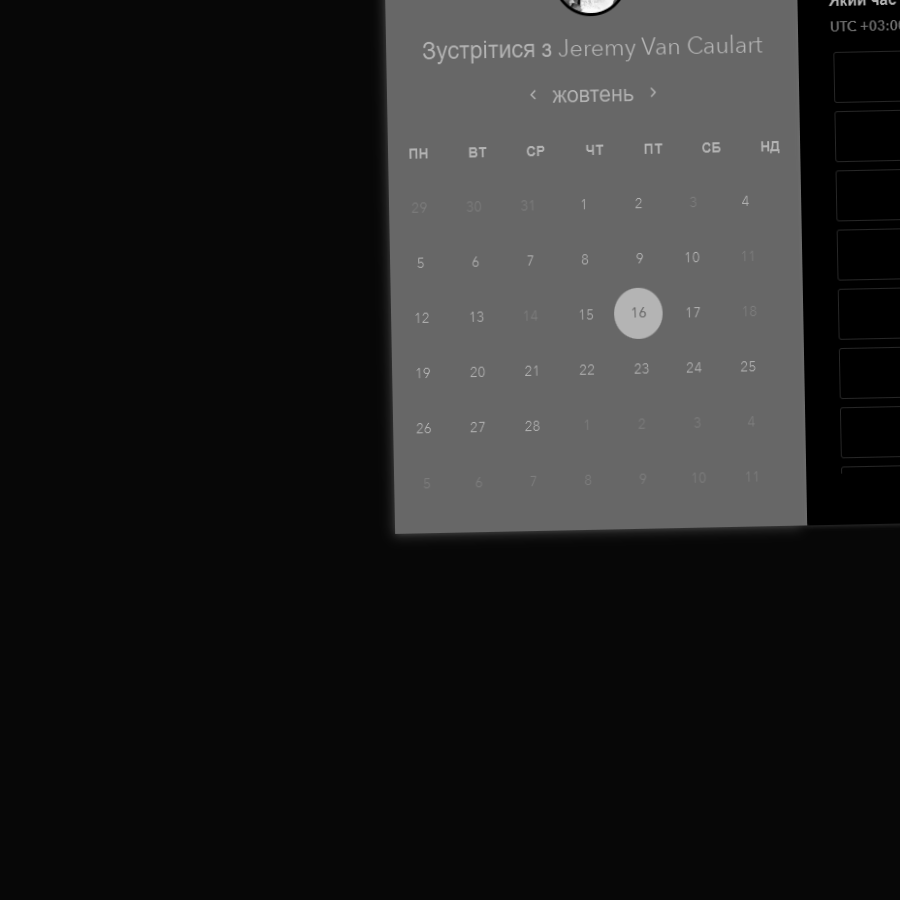 Який час
UTC +03:0
Зустрітися з Jeremy Van Caulart
‹ жовтень ›
ПН ВТ СР ЧТ ПТ СБ НД
29 30 31 1 2 3 4
5 6 7 8 9 10 11
12 13 14 15 16 17 18
19 20 21 22 23 24 25
26 27 28 1 2 3 4
5 6 7 8 9 10 11